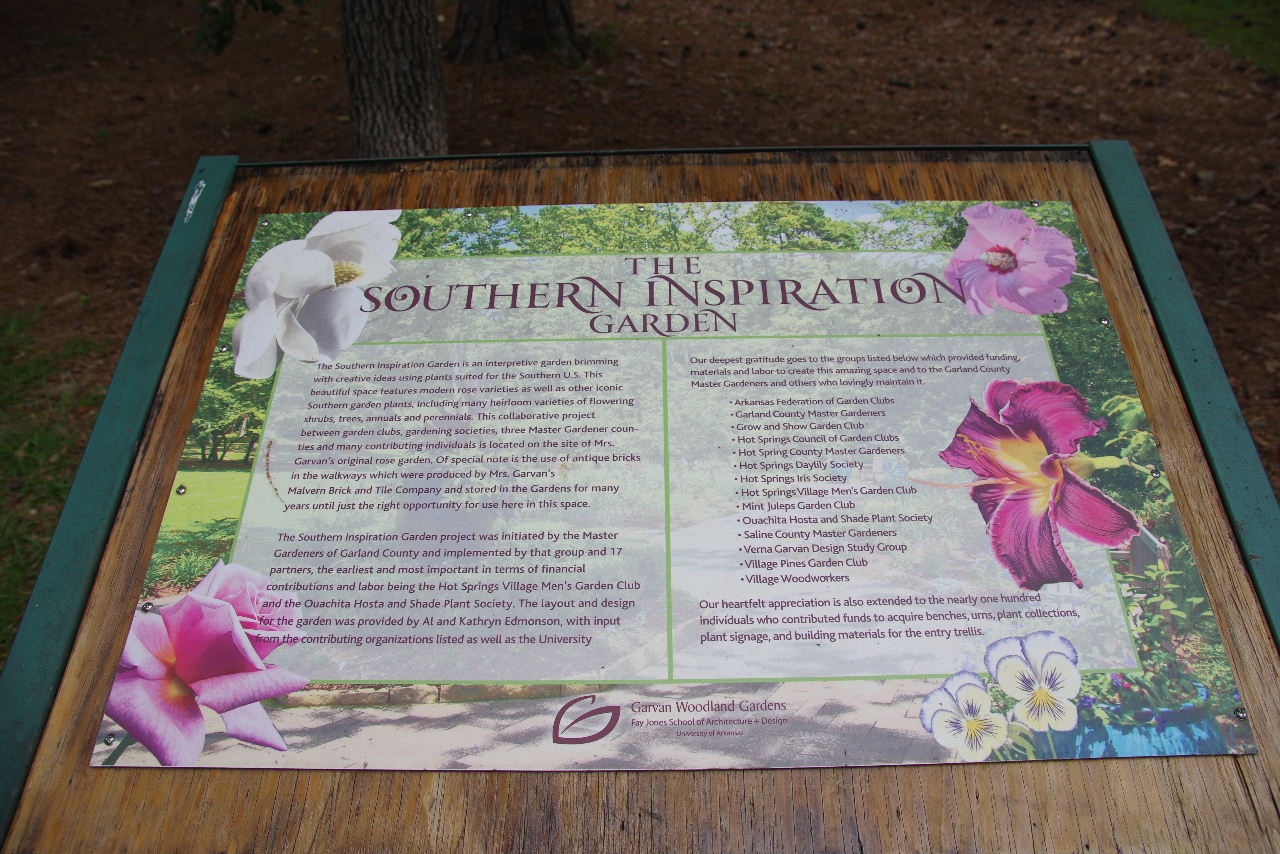 THE
SOUTHERN INSPIRATION
GARDEN
The Southern Inspiration Garden is an interpretive garden brimming
with creative ideas using plants suited for the Southern U.S. This
beautiful space features modern rose varieties as well as other iconic
Southern garden plants, including many heirloom varieties of flowering
shrubs, trees, annuals and perennials. This collaborative project
between garden clubs, gardening societies, three Master Gardener coun-
ties and many contributing individuals is located on the site of Mrs.
Garvan's original rose garden. Of special note is the use of antique bricks
in the walkways which were produced by Mrs. Garvan's
Malvern Brick and Tile Company and stored in the Gardens for many
years until just the right opportunity for use here in this space.
The Southern Inspiration Garden project was initiated by the Master
Gardeners of Garland County and implemented by that group and 17
partners, the earliest and most important in terms of financial
contributions and labor being the Hot Springs Village Men's Garden Club
and the Ouachita Hosta and Shade Plant Society. The layout and design
for the garden was provided by Al and Kathryn Edmonson, with input
from the contributing organizations listed as well as the University
Our deepest gratitude goes to the groups listed below which provided funding,
materials and labor to create this amazing space and to the Garland County
Master Gardeners and others who lovingly maintain it.
• Arkansas Federation of Garden Clubs
• Garland County Master Gardeners
• Grow and Show Garden Club
• Hot Springs Council of Garden Clubs
• Hot Spring County Master Gardeners
• Hot Springs Daylily Society
• Hot Springs Iris Society
• Hot Springs Village Men's Garden Club
• Mint Juleps Garden Club
• Ouachita Hosta and Shade Plant Society
• Saline County Master Gardeners
• Verna Garvan Design Study Group
• Village Pines Garden Club
• Village Woodworkers
Our heartfelt appreciation is also extended to the nearly one hundred
individuals who contributed funds to acquire benches, urns, plant collections,
plant signage, and building materials for the entry trellis.
Garvan Woodland Gardens
Fay Jones School of Architecture + Design
University of Arkansas